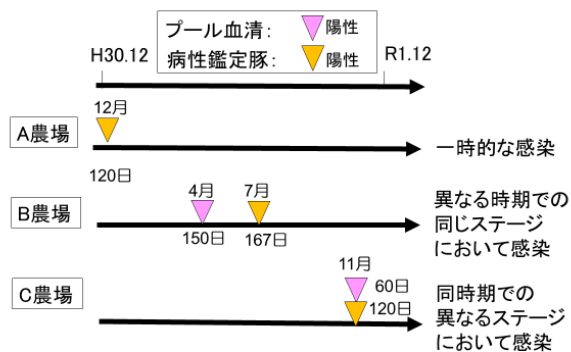 プール血清： 陽性
病性鑑定豚： 陽性
H30.12
R1.12
12月
A農場
一時的な感染
120日
4月 7月
B農場
150日 167日
異なる時期での
同じステージ
において感染
11月
60日
C農場
120日
同時期での
異なるステージ
において感染